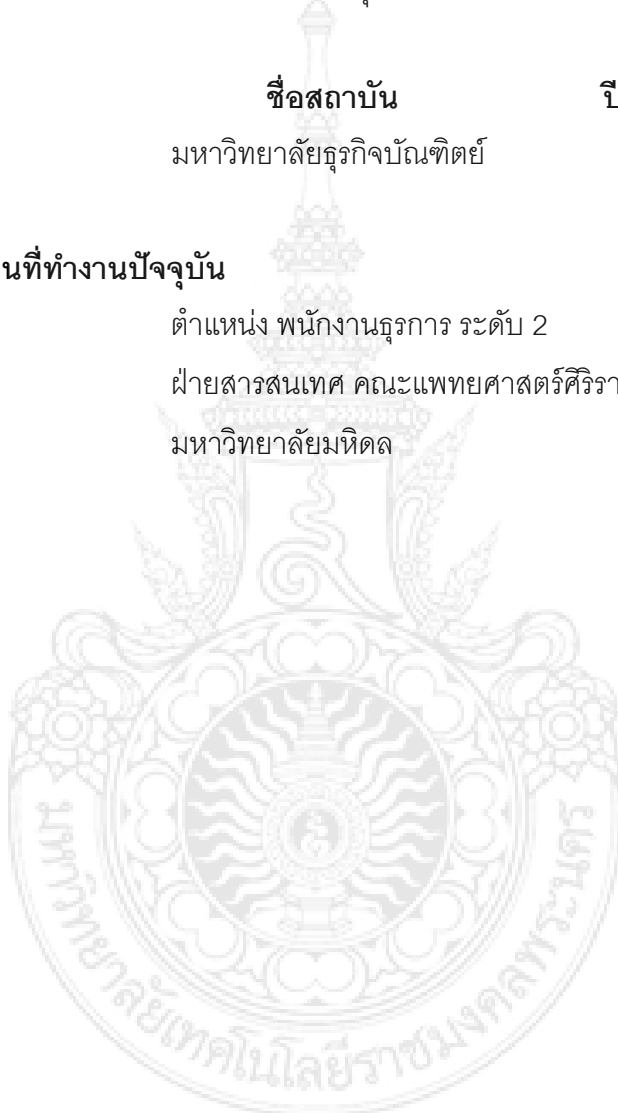 ชื่อสถาบัน
มหาวิทยาลัยธุรกิจบัณฑิตย์
นที่ทำงานปัจจุบัน
ตำแหน่ง พนักงานธุรการ ระดับ 2
ฝ่ายสารสนเทศ คณะแพทยศาสตร์ศิริรา
มหาวิทยาลัยมหิดล
มหาวิทยาลัยเทคโนโลยีราชมงคลพระนคร